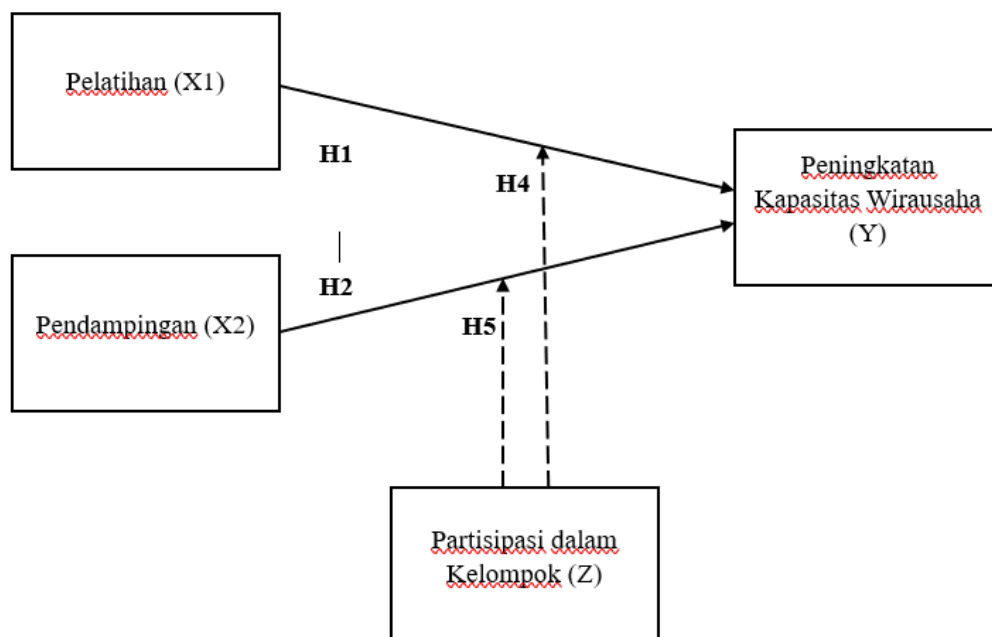 Pelatihan (X1)
H1
H4
Peningkatan
Kapasitas Wirausaha
(Y)
H2
Pendampingan (X2)
H5
Partisipasi dalam
Kelompok (Z)